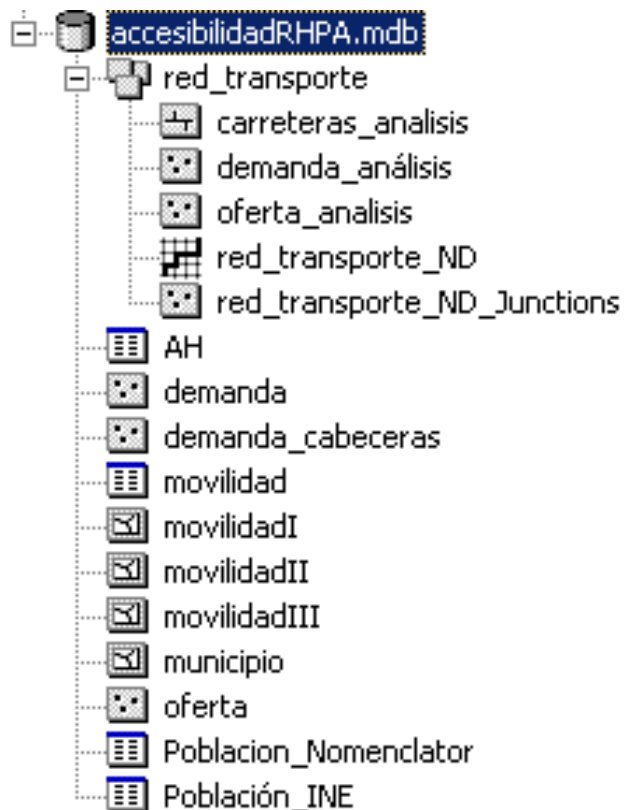 accesibilidadRHPA.mdb
red_transporte
carreteras_analisis
demanda_análisis
oferta_analisis
red_transporte_ND
red_transporte_ND_Junctions
AH
demanda
demanda_cabeceras
movilidad
movilidadI
movilidadII
movilidadIII
municipio
oferta
Poblacion_Nomenclator
Población_INE